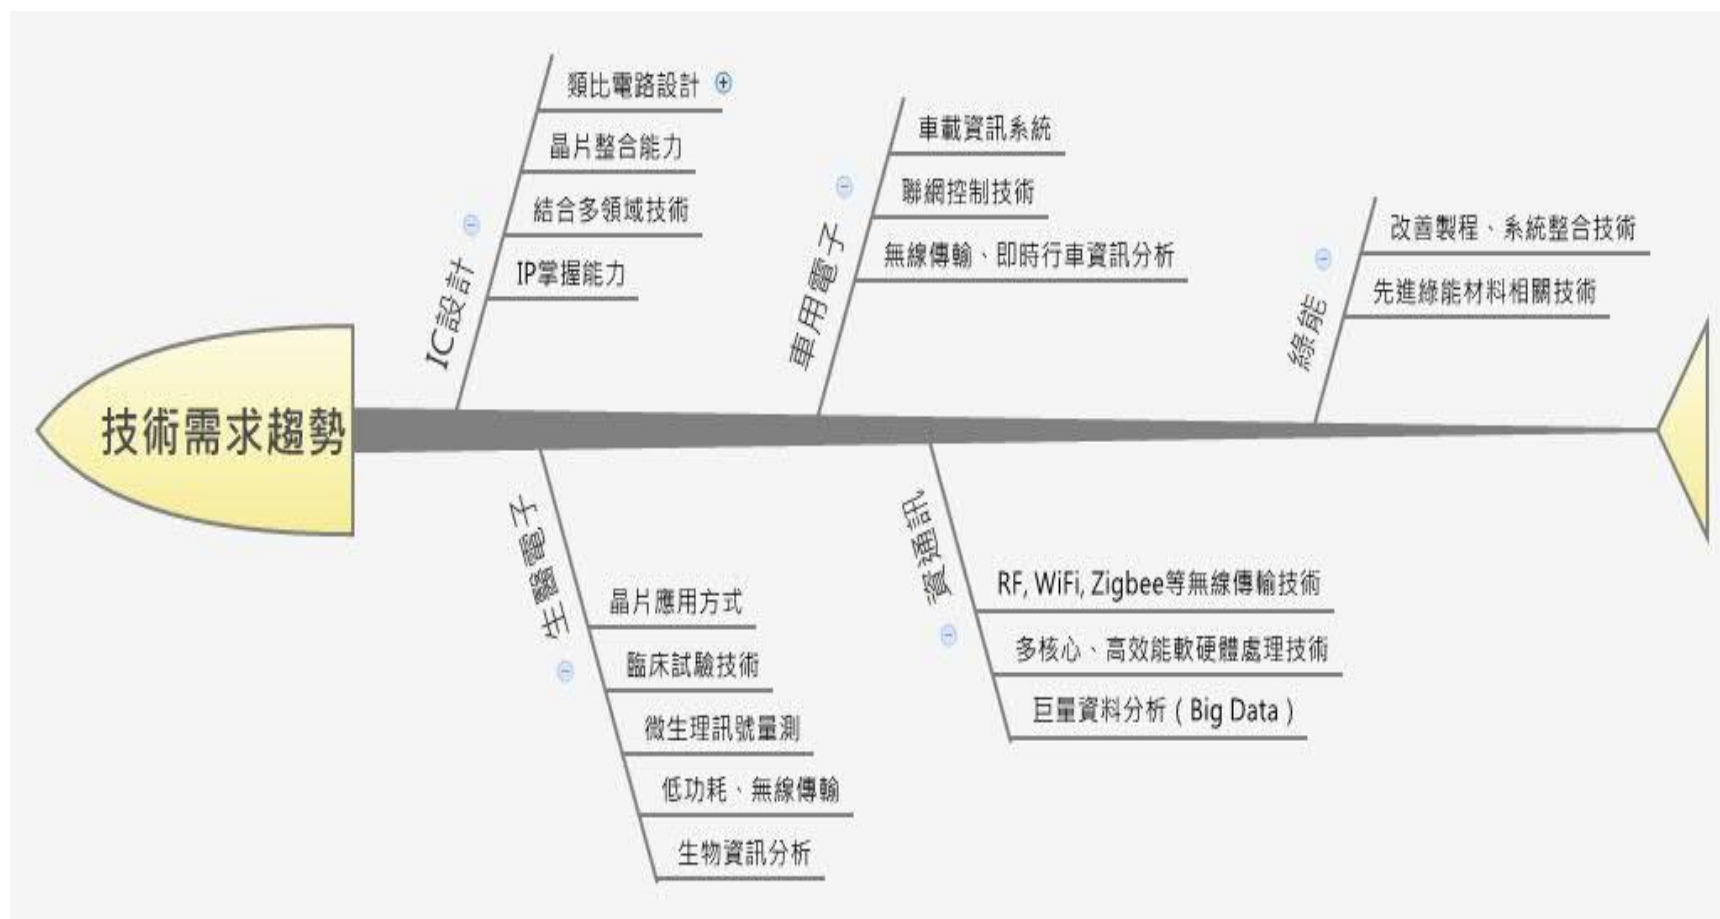 技術需求趨勢
IC設計
類比電路設計
晶片整合能力
結合多領域技術
IP掌握能力
車用電子
車載資訊系統
聯網控制技術
無線傳輸、即時行車資訊分析
綠能
改善製程、系統整合技術
先進綠能材料相關技術
生醫電子
晶片應用方式
臨床試驗技術
微生理訊號量測
低功耗、無線傳輸
生物資訊分析
資通訊
RF, WiFi, Zigbee等無線傳輸技術
多核心、高效能軟硬體處理技術
巨量資料分析 ( Big Data )